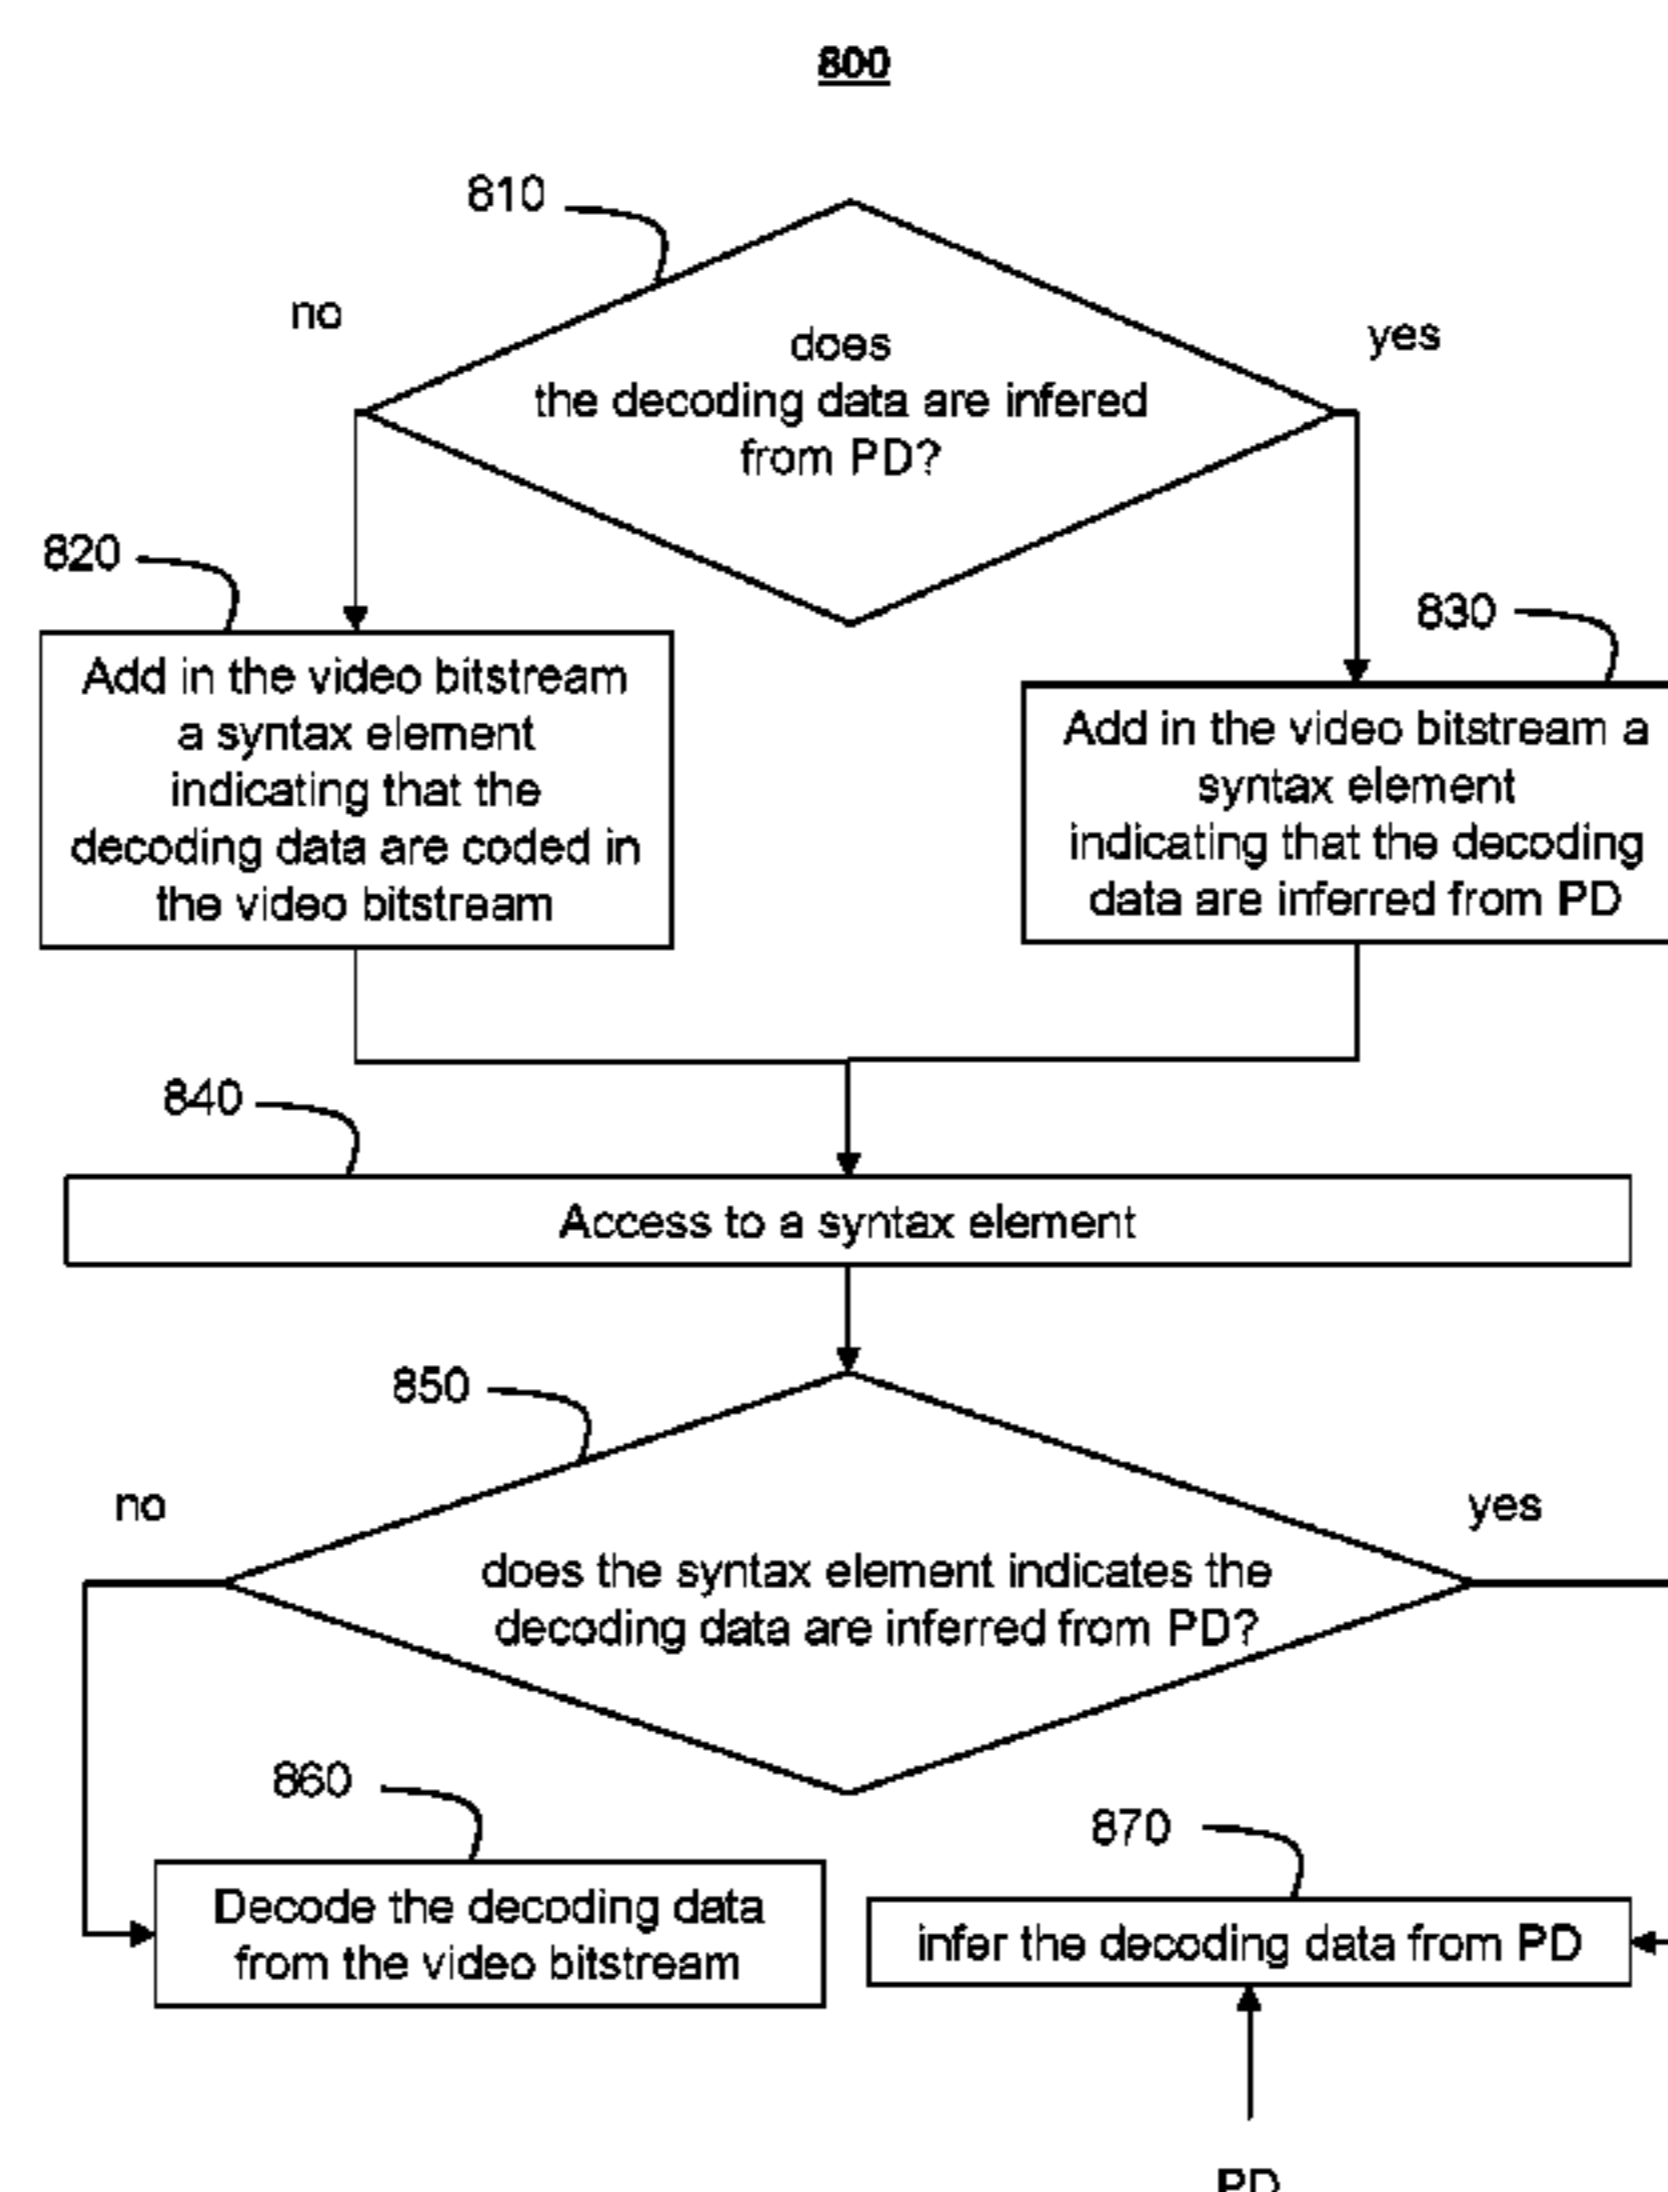 800
810
no
yes
does
the decoding data are infered
from PD?
820
830
Add in the video bitstream
a syntax element
indicating that the
decoding data are coded in
the video bitstream
Add in the video bitstream a
syntax element
indicating that the decoding
data are inferred from PD
840
Access to a syntax element
850
no
yes
does the syntax element indicates the
decoding data are inferred from PD?
860
870
Decode the decoding data
from the video bitstream
infer the decoding data from PD
PD